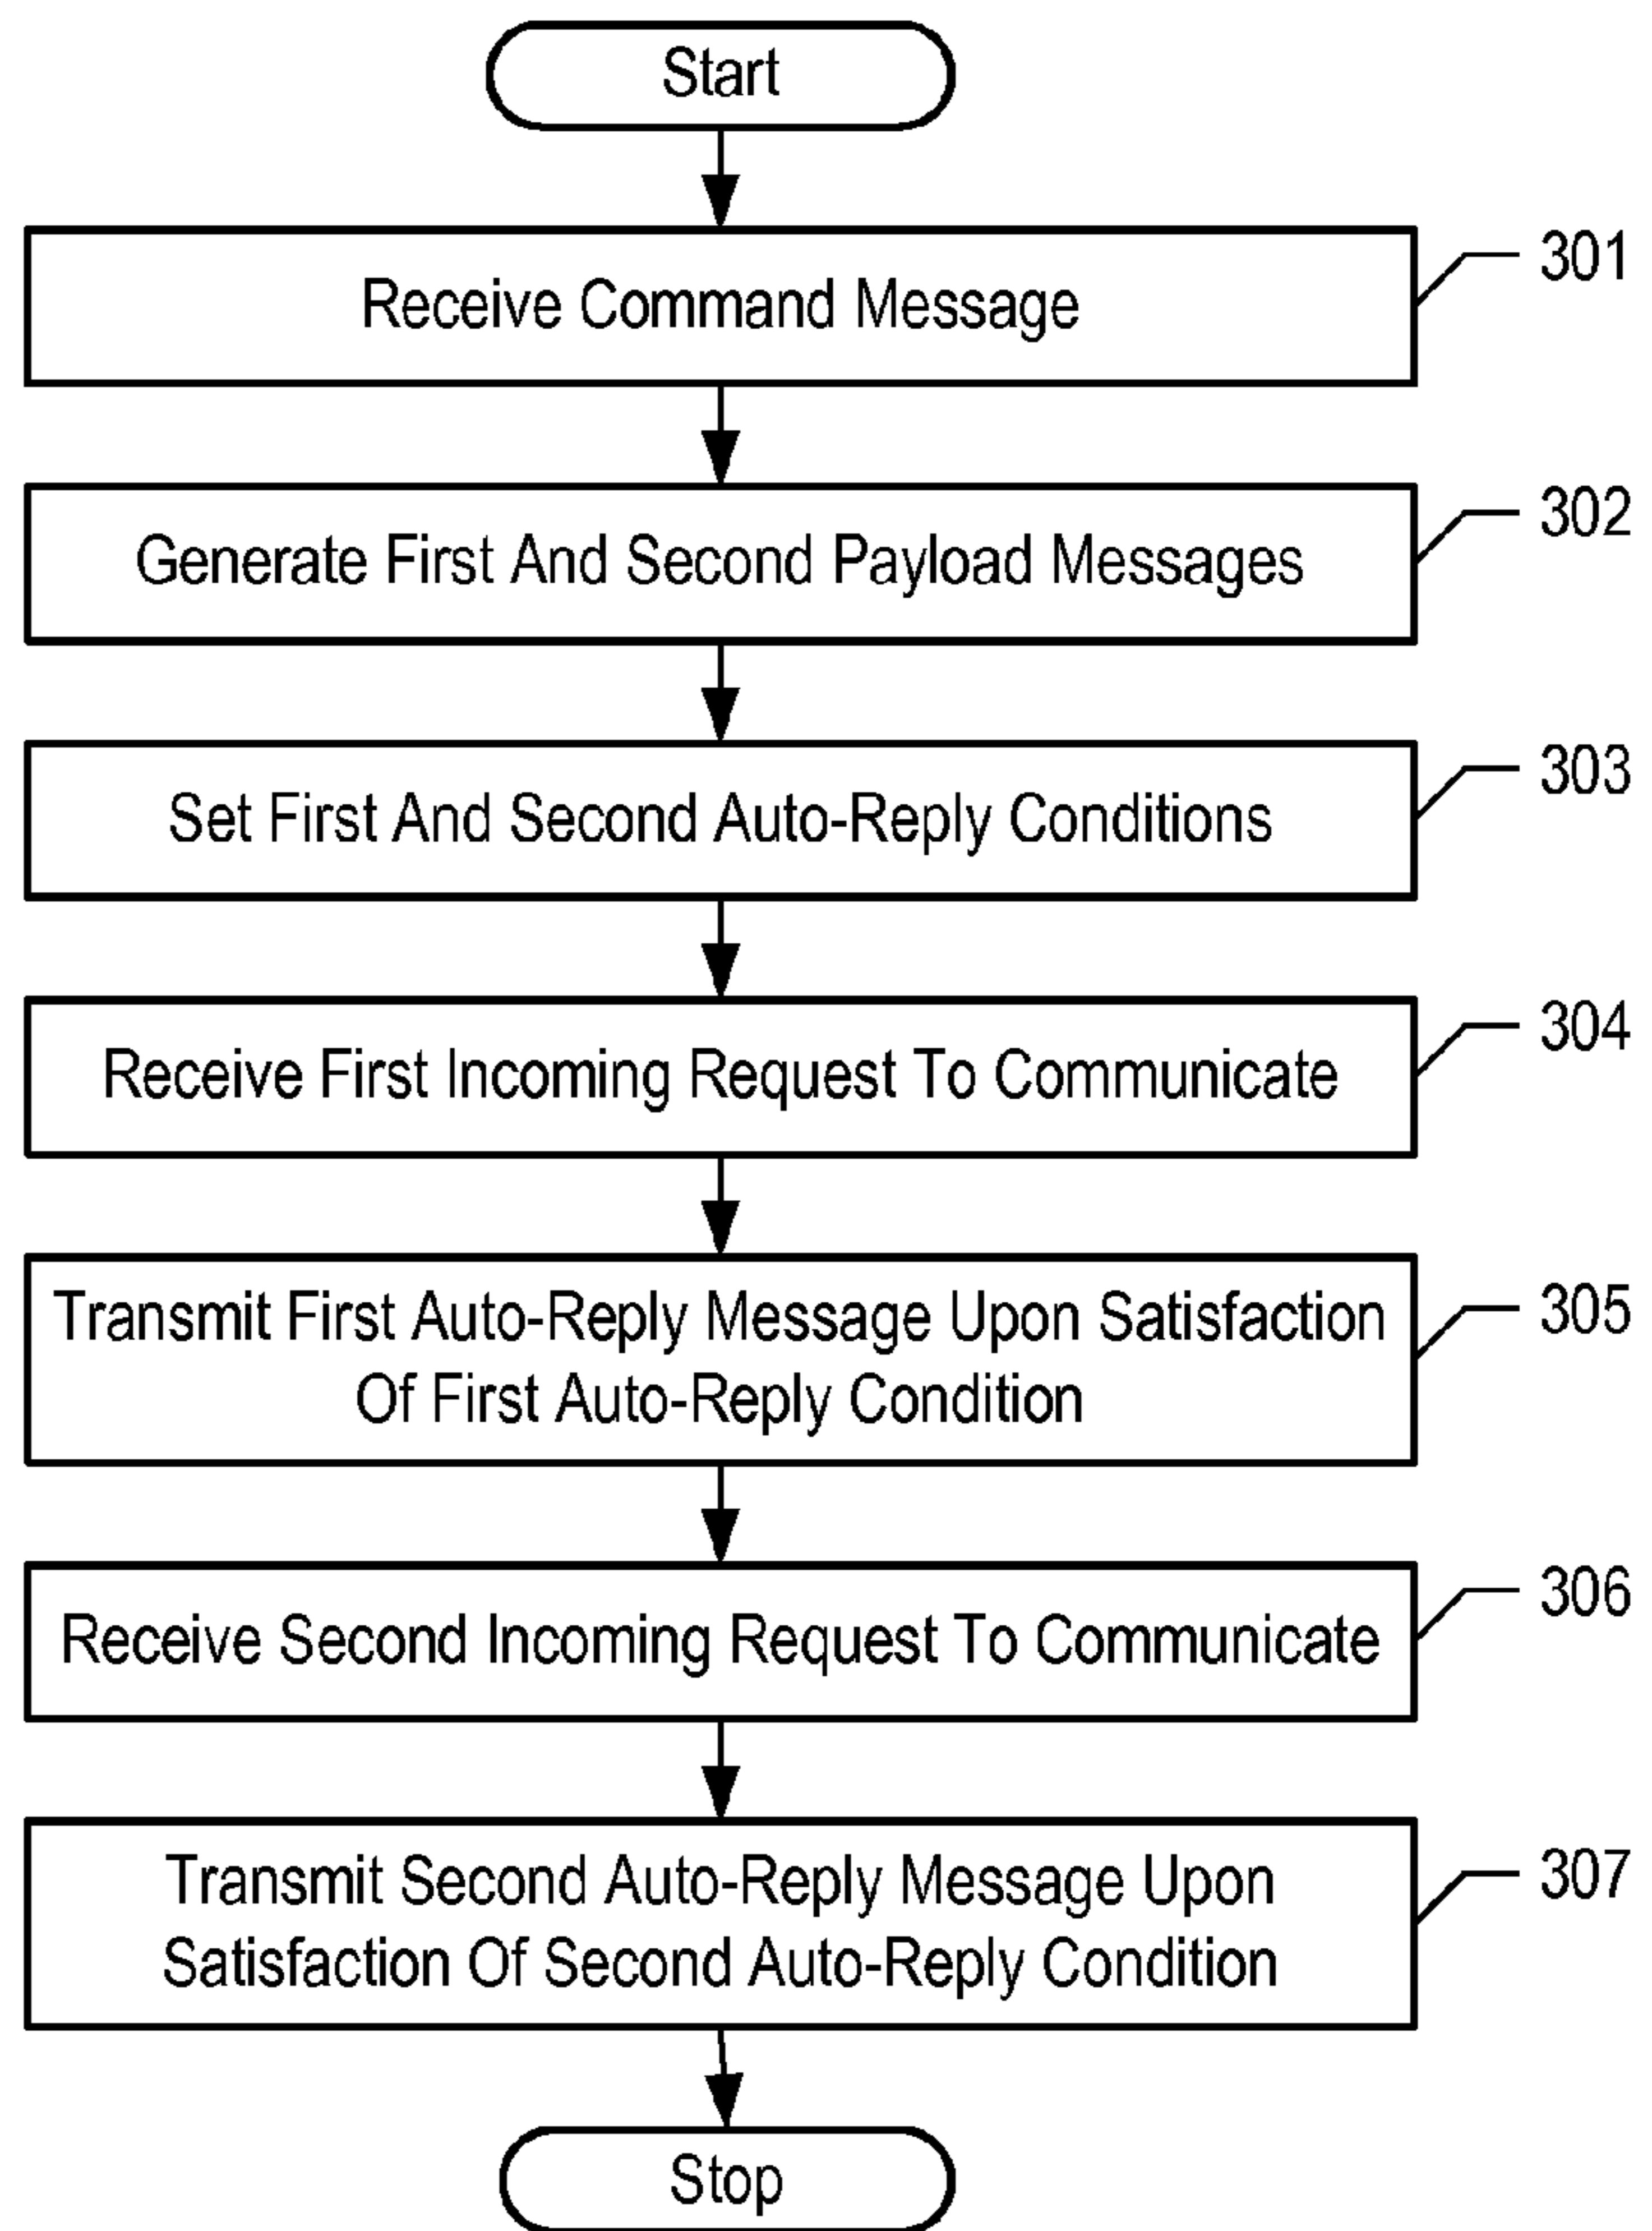 Start
Receive Command Message
301
Generate First And Second Payload Messages
302
Set First And Second Auto-Reply Conditions
303
Receive First Incoming Request To Communicate
304
Transmit First Auto-Reply Message Upon Satisfaction
Of First Auto-Reply Condition
305
Receive Second Incoming Request To Communicate
306
Transmit Second Auto-Reply Message Upon
Satisfaction Of Second Auto-Reply Condition
307
Stop